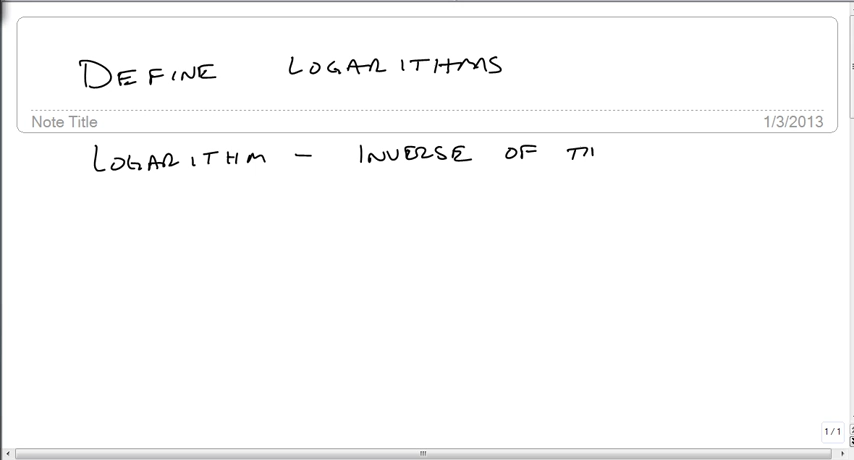 DEFINE LOGARITHMS
Note Title
1/3/2013
LOGARITHM - INVERSE OF
1 / 1